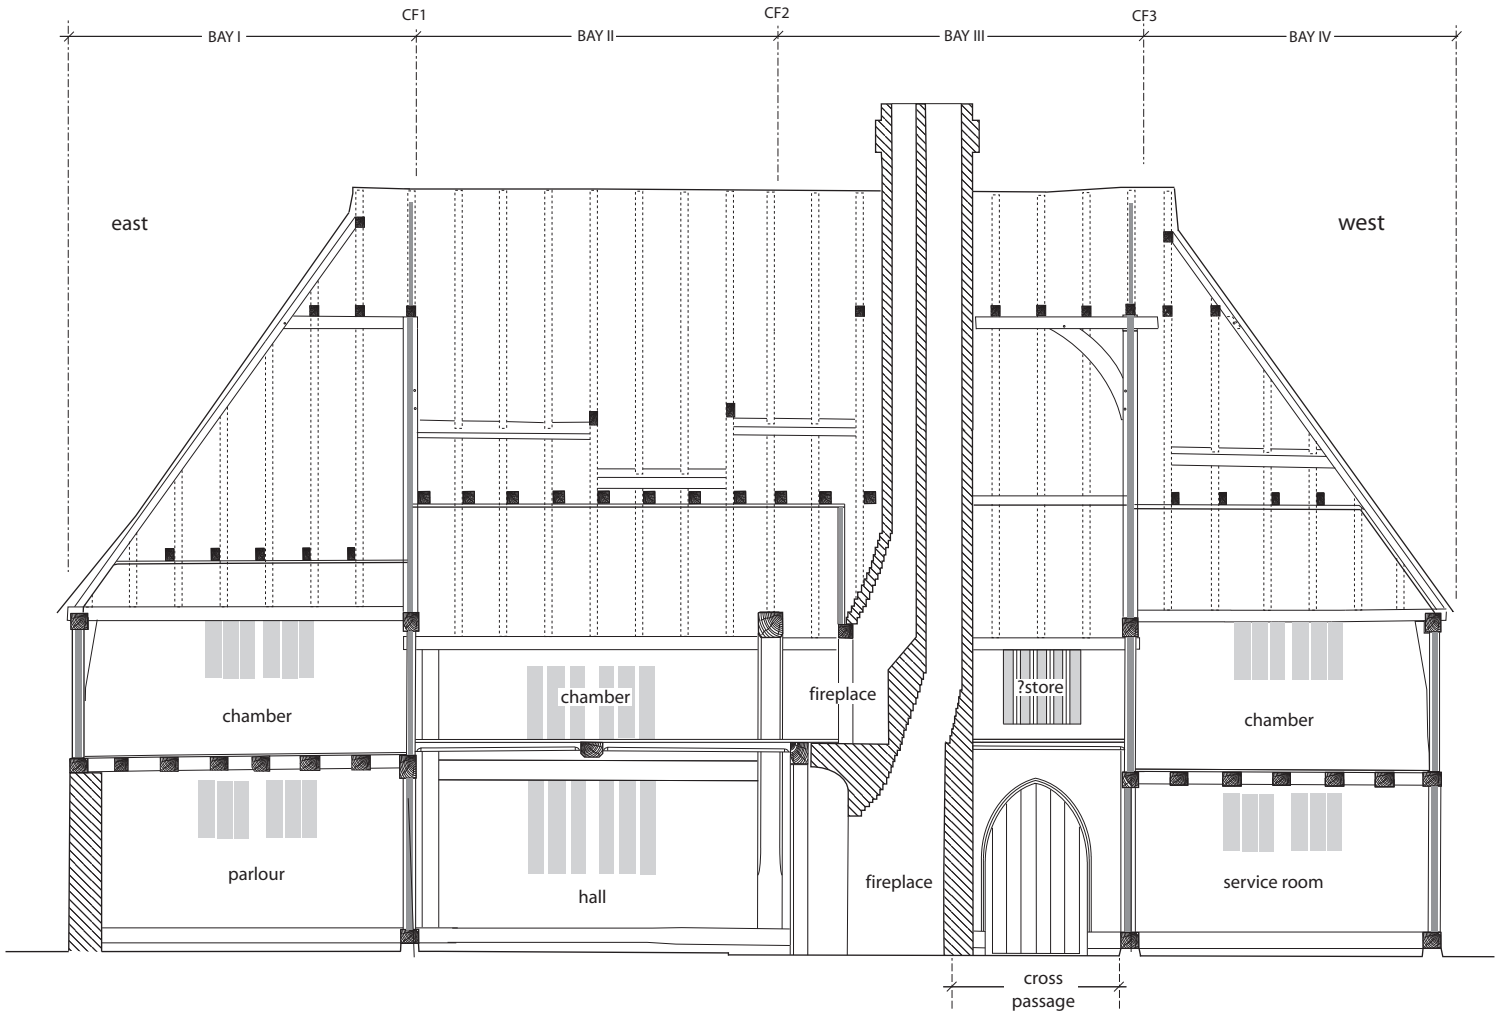 CF1
CF2
CF3
BAY I
BAY II
BAY III
BAY IV
east
west
chamber
chamber
fireplace
?store
chamber
parlour
hall
fireplace
service room
cross
passage